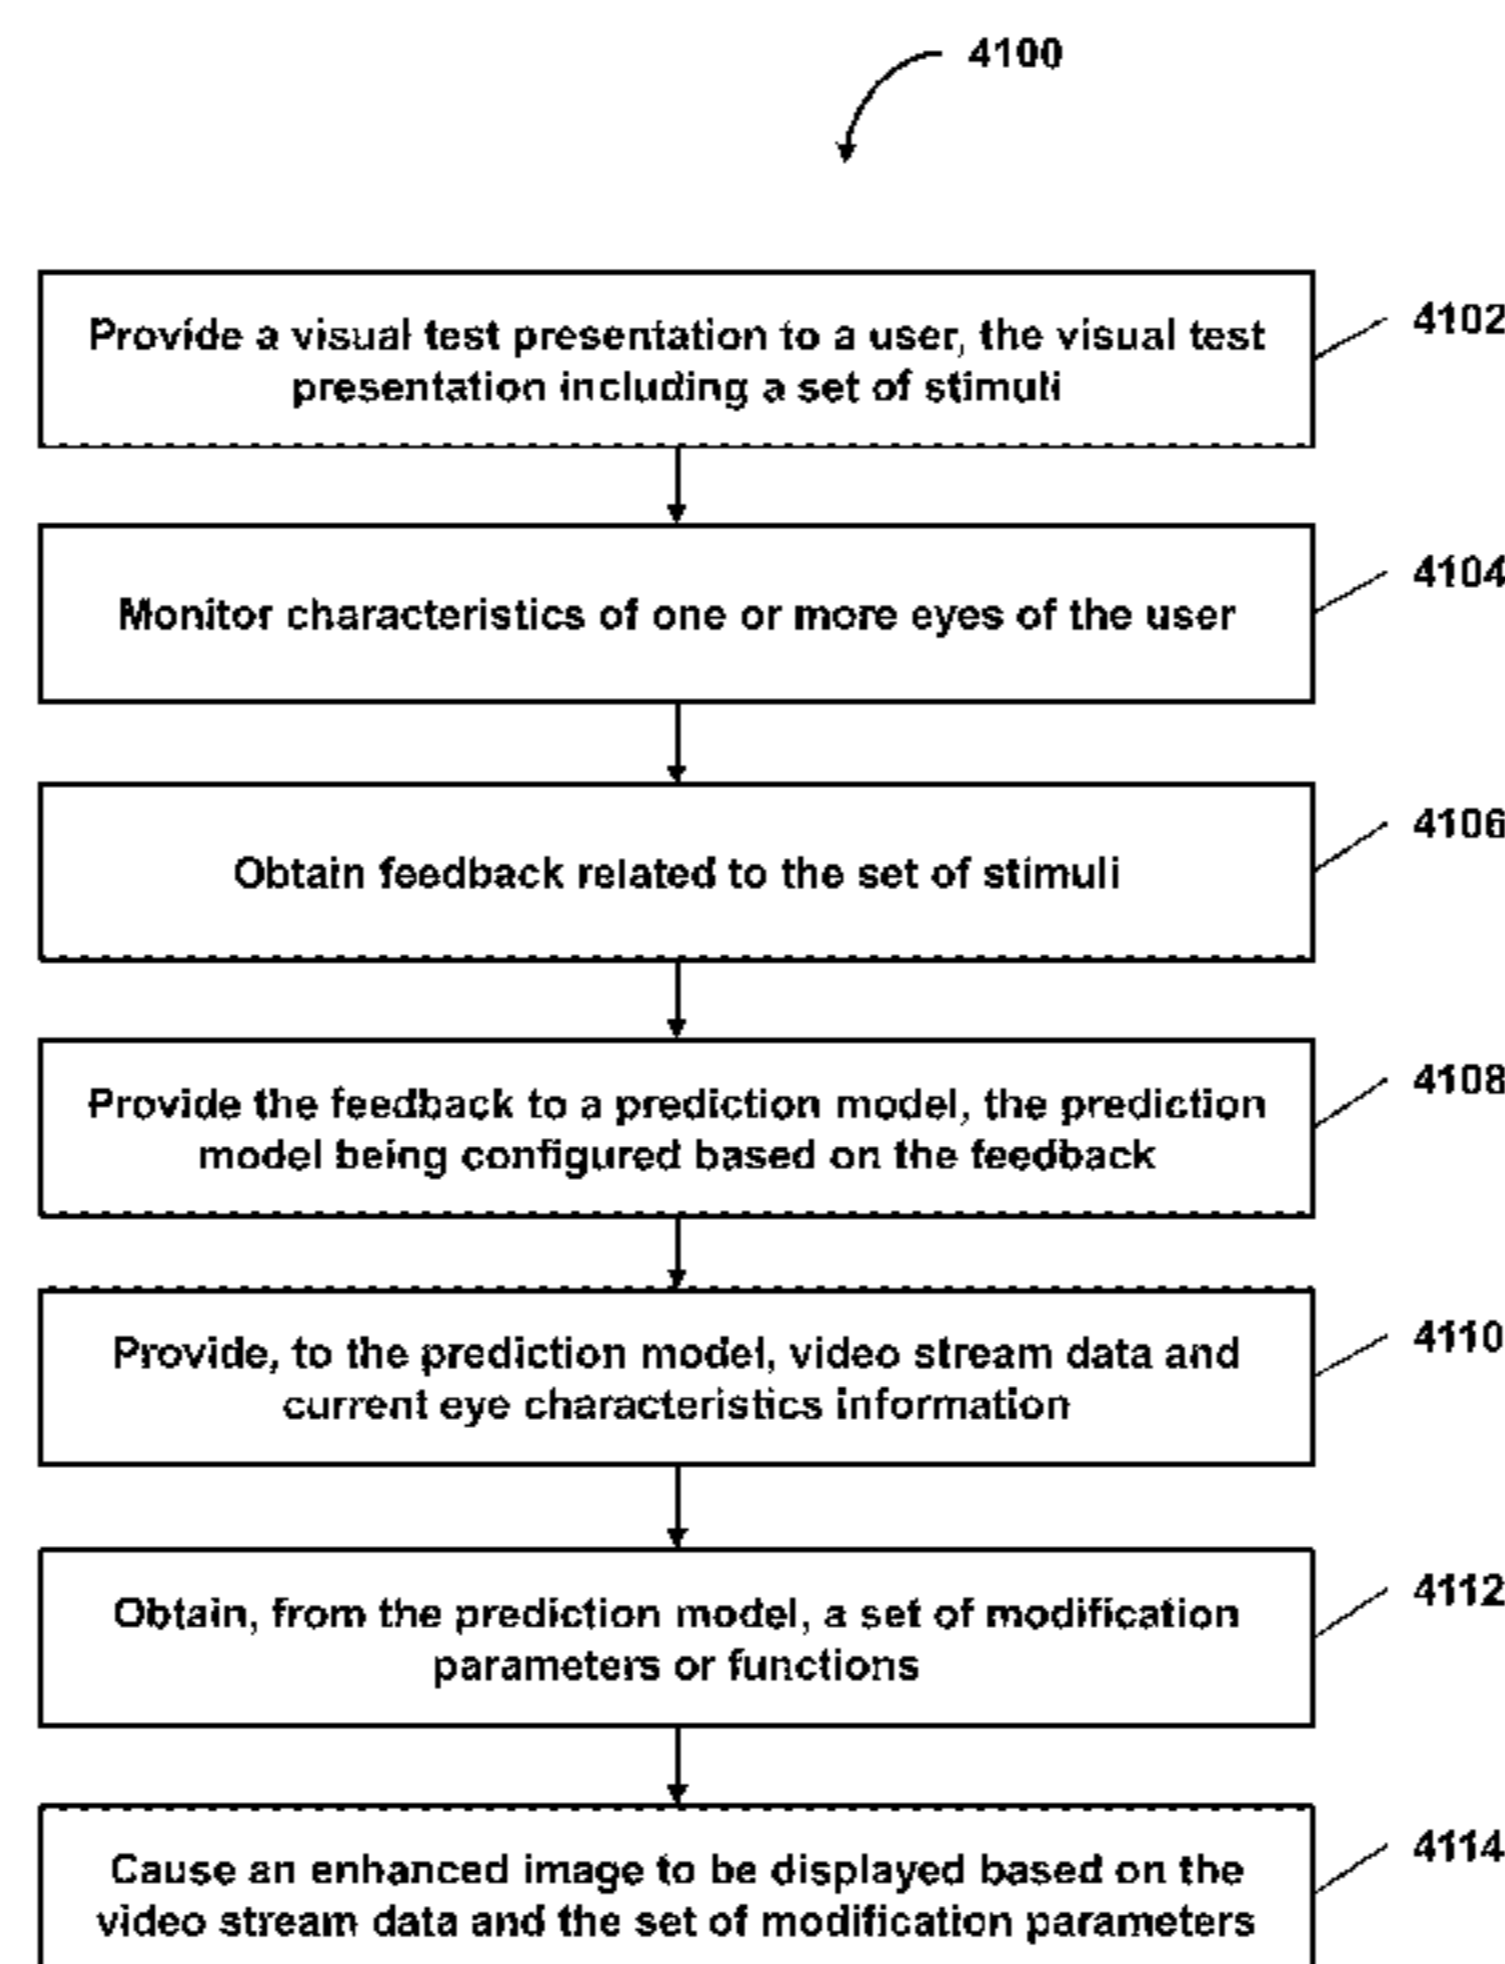 4100
Provide a visual test presentation to a user, the visual test
presentation including a set of stimuli
4102
Monitor characteristics of one or more eyes of the user
4104
Obtain feedback related to the set of stimuli
4106
Provide the feedback to a prediction model, the prediction
model being configured based on the feedback
4108
Provide, to the prediction model, video stream data and
current eye characteristics information
4110
Obtain, from the prediction model, a set of modification
parameters or functions
4112
Cause an enhanced image to be displayed based on the
video stream data and the set of modification parameters
4114